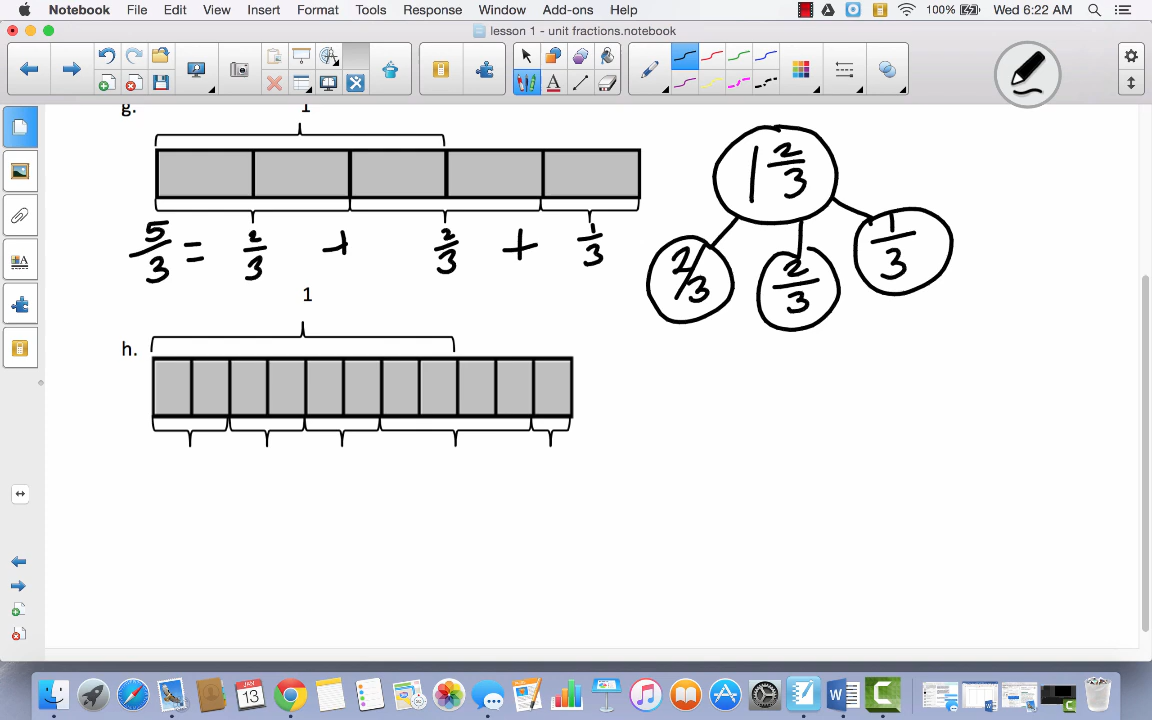 Notebook File Edit View Insert Format Tools Response Window Add-ons Help 100% Wed 6:22 AM
lesson 1 - unit fractions.notebook
g. 1
1 2/3
5/3 = 2/3 + 2/3 + 1/3
2/3 2/3 1/3
1
h.